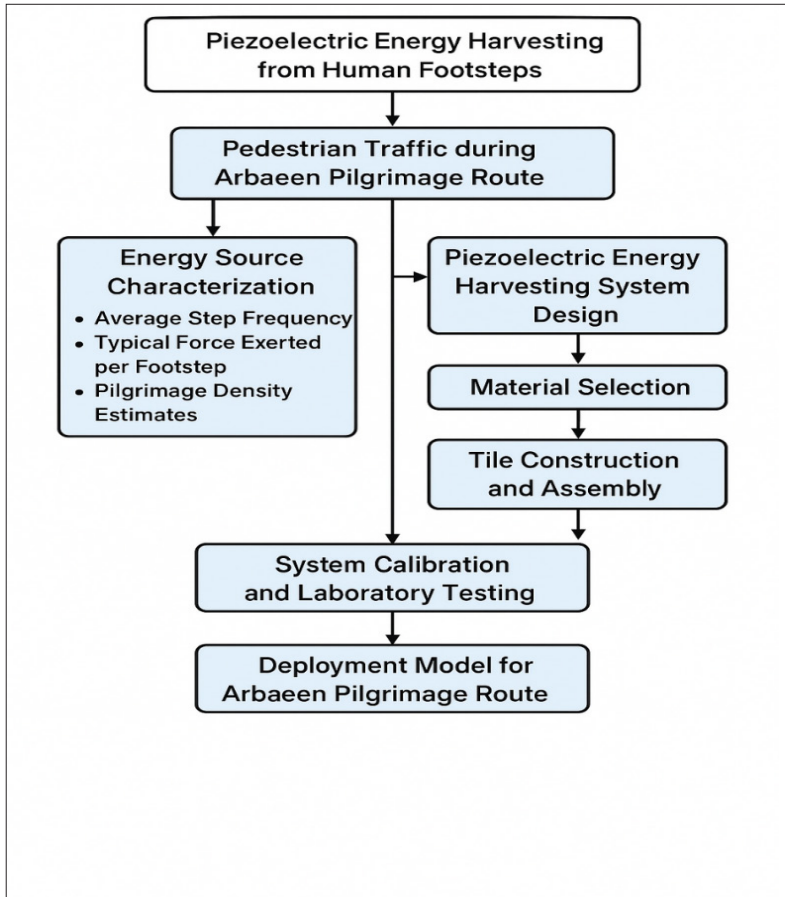 Piezoelectric Energy Harvesting
from Human Footsteps
Pedestrian Traffic during
Arbaeen Pilgrimage Route
Energy Source
Characterization
• Average Step Frequency
• Typical Force Exerted
per Footstep
• Pilgrimage Density
Estimates
Piezoelectric Energy
Harvesting System
Design
Material Selection
Tile Construction
and Assembly
System Calibration
and Laboratory Testing
Deployment Model for
Arbaeen Pilgrimage Route